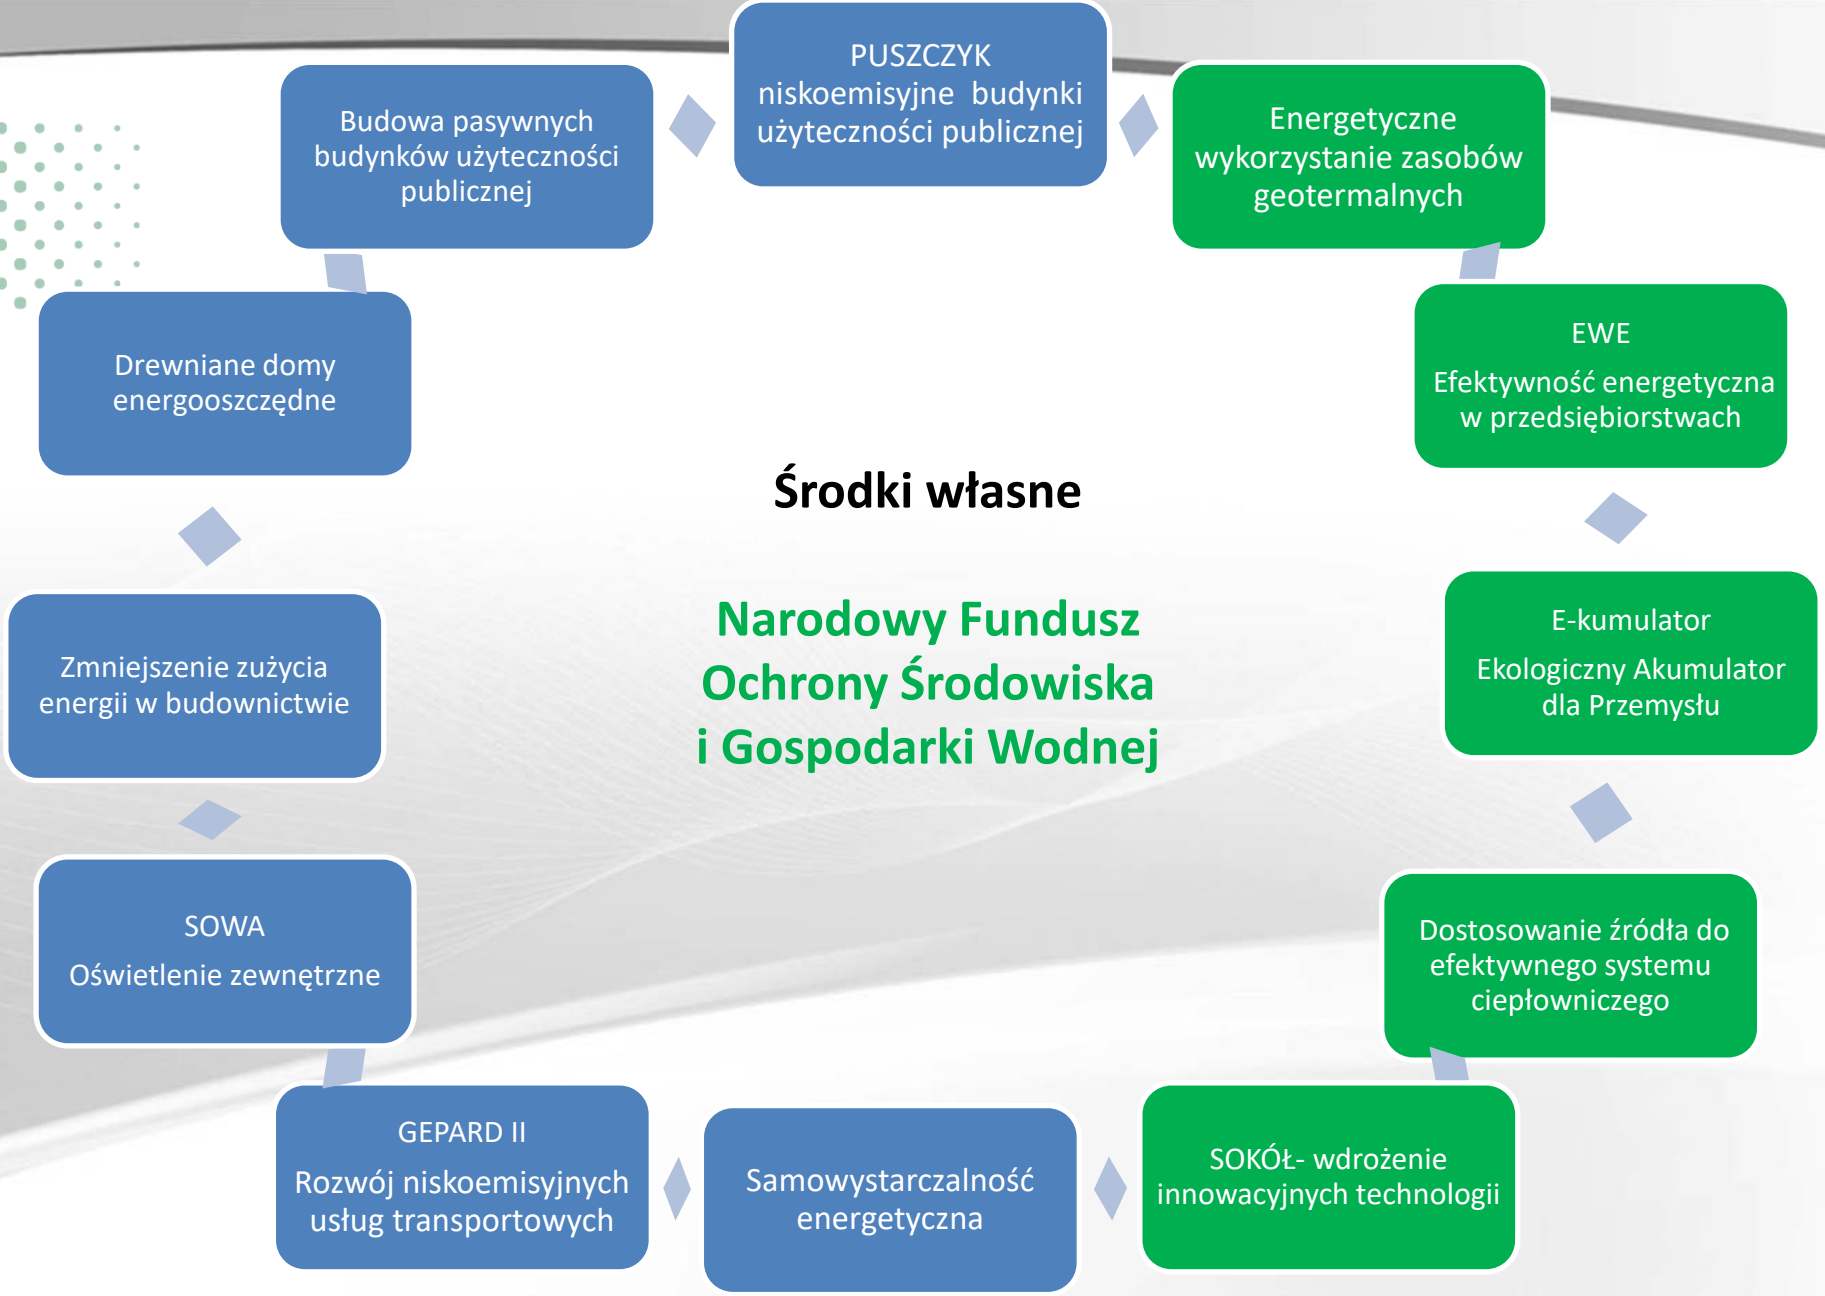 PUSZCZYK
niskoemisyjne budynki
użyteczności publicznej
Energetyczne
wykorzystanie zasobów
geotermalnych
EWE
Efektywność energetyczna
w przedsiębiorstwach
E-kumulator
Ekologiczny Akumulator
dla Przemysłu
Dostosowanie źródła do
efektywnego systemu
ciepłowniczego
SOKÓŁ- wdrożenie
innowacyjnych technologii
Samowystarczalność
energetyczna
GEPARD II
Rozwój niskoemisyjnych
usług transportowych
SOWA
Oświetlenie zewnętrzne
Zmniejszenie zużycia
energii w budownictwie
Drewniane domy
energooszczędne
Budowa pasywnych
budynków użyteczności
publicznej
Środki własne
Narodowy Fundusz
Ochrony Środowiska
i Gospodarki Wodnej